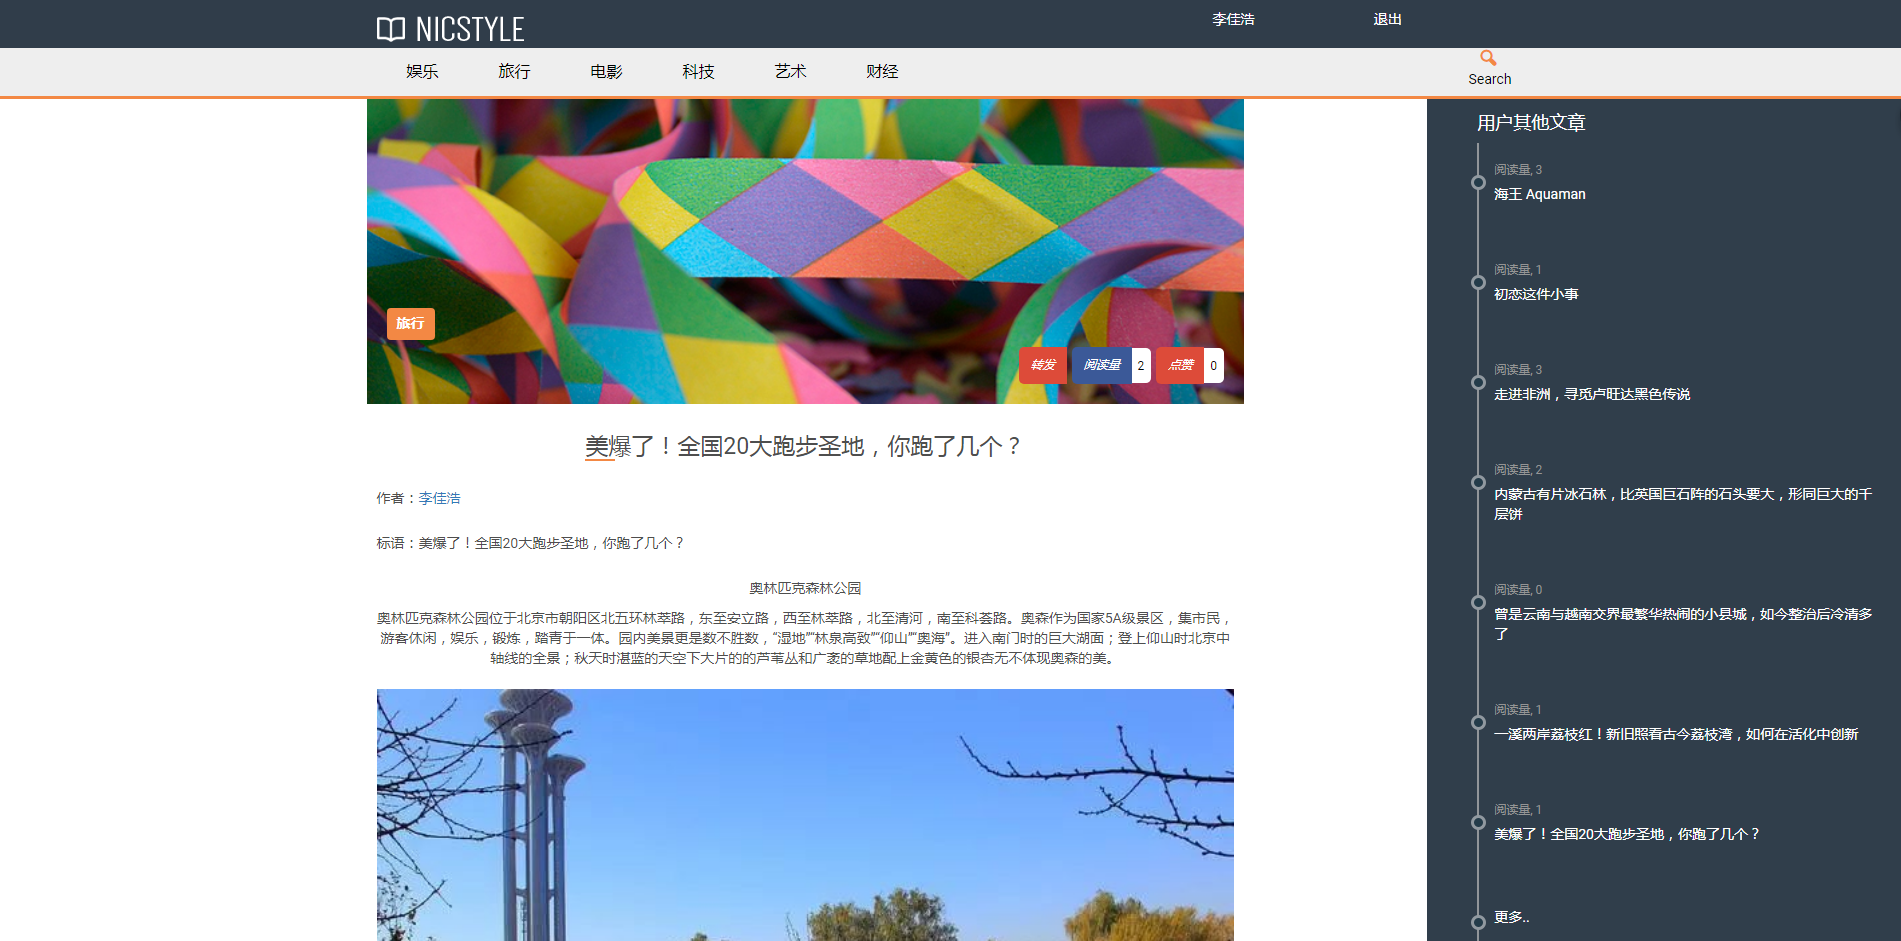 NICSTYLE
李佳浩
退出
娱乐
旅行
电影
科技
艺术
财经
Search
旅行
转发
阅读量 2
点赞 0
美爆了！全国20大跑步圣地，你跑了几个？
作者：李佳浩
标语：美爆了！全国20大跑步圣地，你跑了几个？
奥林匹克森林公园
奥林匹克森林公园位于北京市朝阳区北五环林萃路，东至安立路，西至林萃路，北至清河，南至科荟路。奥森作为国家5A级景区，集市民，
游客休闲，娱乐，锻炼，踏青于一体。园内美景更是数不胜数，“湿地”“林泉高致”“仰山”“奥海”。进入南门时的巨大湖面；登上仰山时北京中
轴线的全景；秋天时湛蓝的天空下大片的的芦苇丛和广袤的草地配上金黄色的银杏无不体现奥森的美。
用户其他文章
阅读量, 3
海王 Aquaman
阅读量, 1
初恋这件小事
阅读量, 3
走进非洲，寻觅卢旺达黑色传说
阅读量, 2
内蒙古有片冰石林，比英国巨石阵的石头要大，形同巨大的千
层饼
阅读量, 0
曾是云南与越南交界最繁华热闹的小县城，如今整治后冷清多
了
阅读量, 1
一溪两岸荔枝红！新旧照看古今荔枝湾，如何在活化中创新
阅读量, 1
美爆了！全国20大跑步圣地，你跑了几个？
更多..